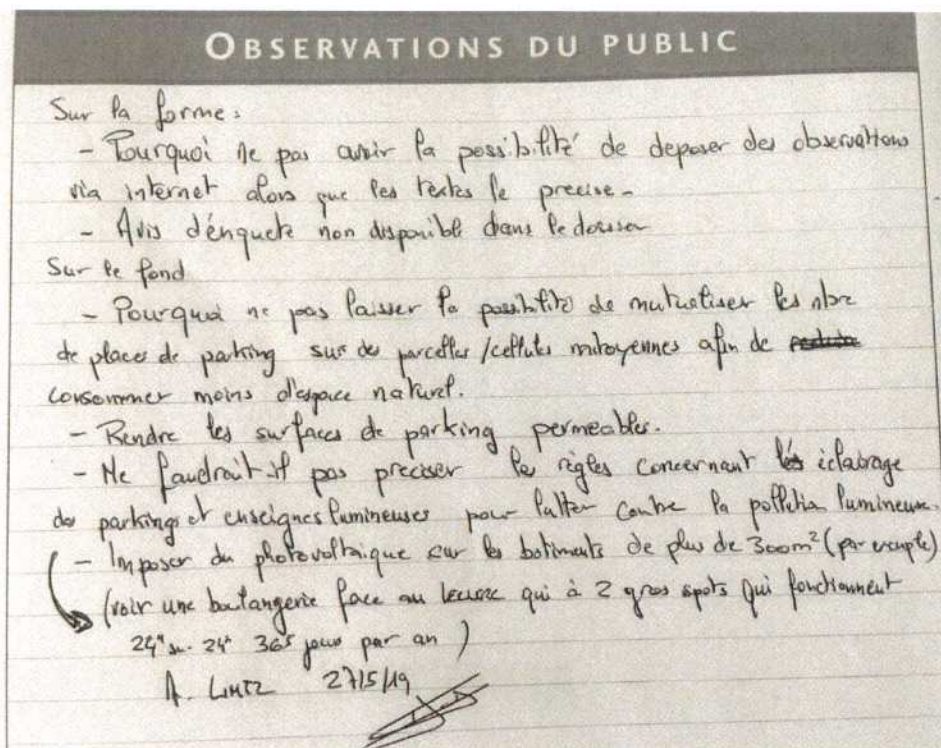 OBSERVATIONS DU PUBLIC
Sur la forme :
- Pourquoi ne pas avoir la possibilité de deposer des observations
via internet alors que les textes le precise -
- Avis d'énquete non disponible dans le dossier
Sur le fond
- Pourquoi ne pas laisser la possibilité de mutualiser les nbre
de places de parking sur des parcelles / cellules mitoyennes afin de
consommer moins d'espace naturel.
- Rendre les surfaces de parking permeables.
- Ne faudrait-il pas preciser les règles concernant les éclairage
des parkings et enseignes lumineuses pour lutter contre la pollution lumineuse.
- Imposer du photovoltaique sur les batiments de plus de 300m² (par exemple)
(voir une boulangerie face au leclerc qui à 2 gros spots qui fonctionnent
24h sur 24h 365 jours par an )
A. 27/5/19